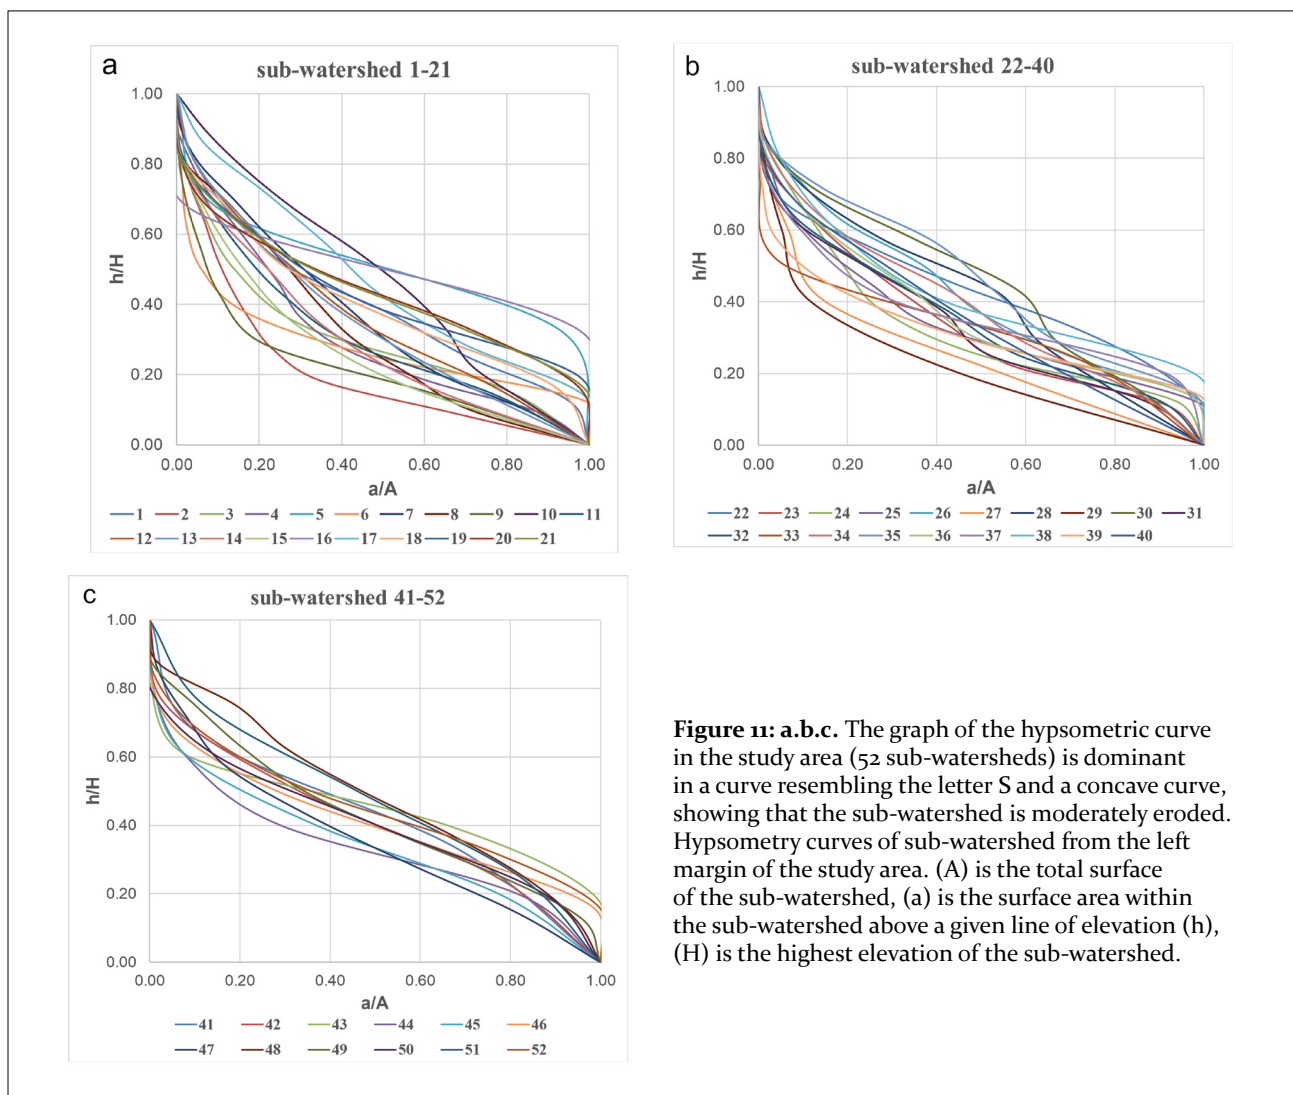 a
sub-watershed 1-21
h/H
1.00
0.80
0.60
0.40
0.20
0.00
0.00 0.20 0.40 0.60 0.80 1.00
a/A
1 2 3 4 5 6 7 8 9 10 11
12 13 14 15 16 17 18 19 20 21
b
sub-watershed 22-40
h/H
1.00
0.80
0.60
0.40
0.20
0.00
0.00 0.20 0.40 0.60 0.80 1.00
a/A
22 23 24 25 26 27 28 29 30 31
32 33 34 35 36 37 38 39 40
c
sub-watershed 41-52
h/H
1.00
0.80
0.60
0.40
0.20
0.00
0.00 0.20 0.40 0.60 0.80 1.00
a/A
41 42 43 44 45 46
47 48 49 50 51 52
Figure 11: a.b.c. The graph of the hypsometric curve
in the study area (52 sub-watersheds) is dominant
in a curve resembling the letter S and a concave curve,
showing that the sub-watershed is moderately eroded.
Hypsometry curves of sub-watershed from the left
margin of the study area. (A) is the total surface
of the sub-watershed, (a) is the surface area within
the sub-watershed above a given line of elevation (h),
(H) is the highest elevation of the sub-watershed.